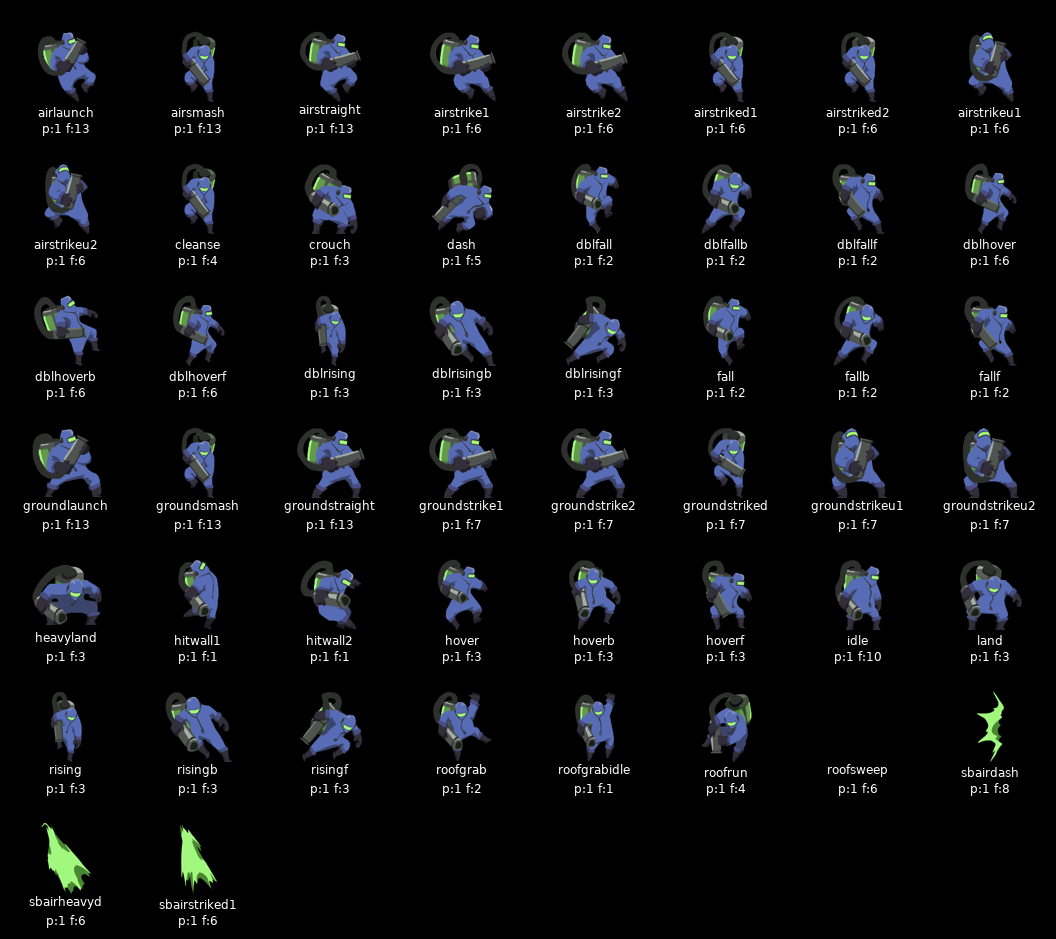 airlaunch airsmash airstraight airstrike1 airstrike2 airstriked1 airstriked2 airstrikeu1
p:1 f:13 p:1 f:13 p:1 f:13 p:1 f:6 p:1 f:6 p:1 f:6 p:1 f:6 p:1 f:6
airstrikeu2 cleanse crouch dash dblfall dblfallb dblfallf dblhover
p:1 f:6 p:1 f:4 p:1 f:3 p:1 f:5 p:1 f:2 p:1 f:2 p:1 f:2 p:1 f:6
dblhoverb dblhoverf dblrising dblrisingb dblrisingf fall fallb fallf
p:1 f:6 p:1 f:6 p:1 f:3 p:1 f:3 p:1 f:3 p:1 f:2 p:1 f:2 p:1 f:2
groundlaunch groundsmash groundstraight groundstrike1 groundstrike2 groundstriked groundstrikeu1 groundstrikeu2
p:1 f:13 p:1 f:13 p:1 f:13 p:1 f:7 p:1 f:7 p:1 f:7 p:1 f:7 p:1 f:7
heavyland hitwall1 hitwall2 hover hoverb hoverf idle land
p:1 f:3 p:1 f:1 p:1 f:1 p:1 f:3 p:1 f:3 p:1 f:3 p:1 f:10 p:1 f:3
rising risingb risingf roofgrab roofgrabidle roofrun roofsweep sbairdash
p:1 f:3 p:1 f:3 p:1 f:3 p:1 f:2 p:1 f:1 p:1 f:4 p:1 f:6 p:1 f:8
sbairheavyd sbairstriked1
p:1 f:6 p:1 f:6